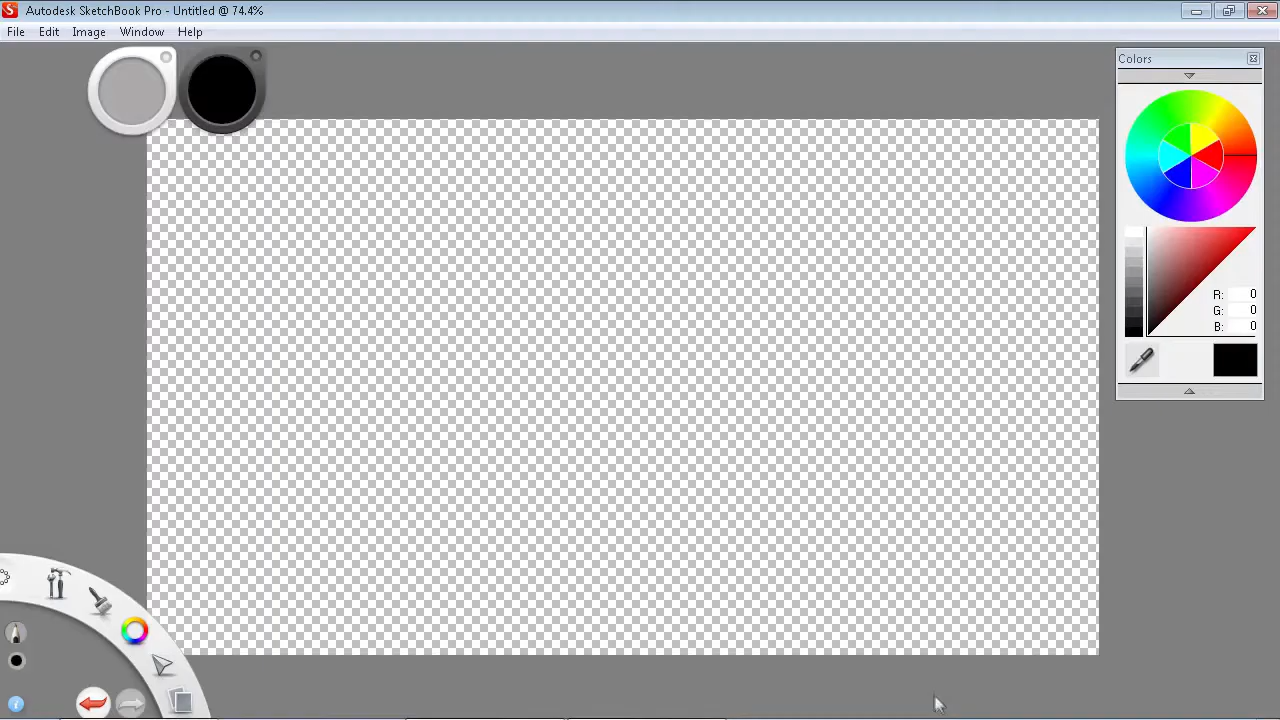 Autodesk SketchBook Pro - Untitled @ 74.4%
File Edit Image Window Help
Colors
R: 0
G: 0
B: 0